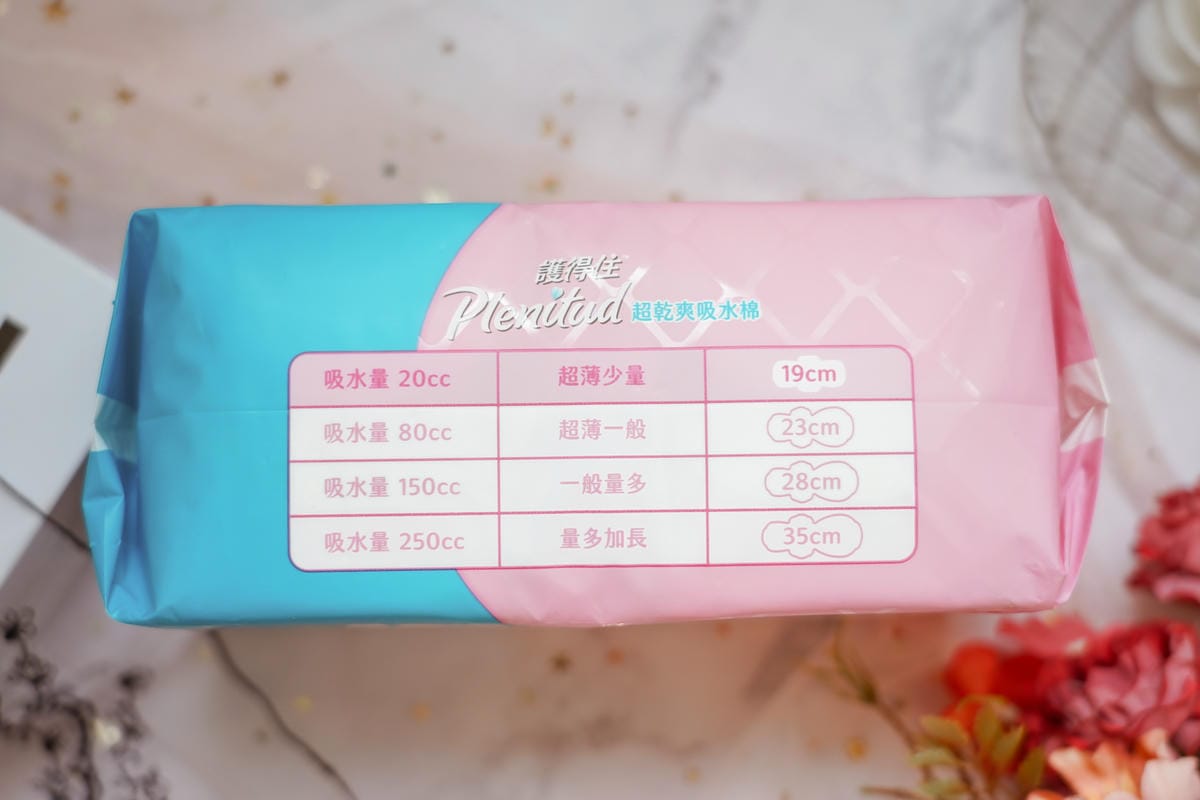 護得住
Plenitud 超乾爽吸水棉
吸水量 20cc 超薄少量 19cm
吸水量 80cc 超薄一般 23cm
吸水量 150cc 一般量多 28cm
吸水量 250cc 量多加長 35cm